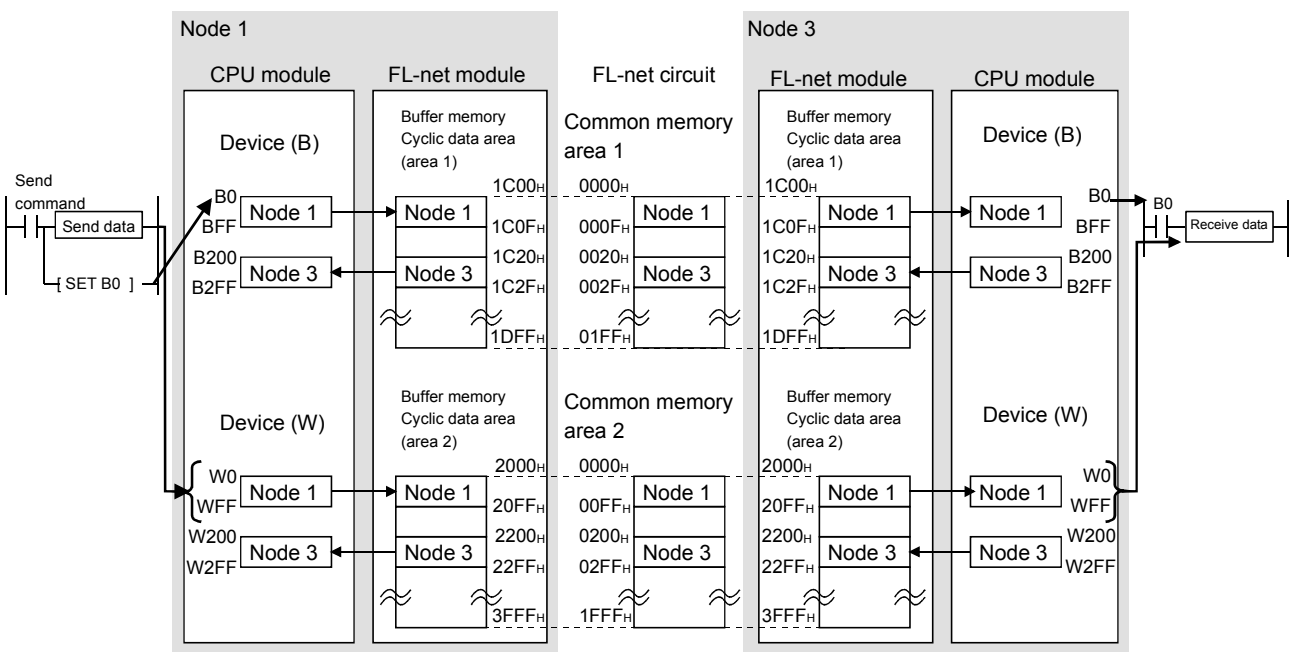 Node 1
Node 3
CPU module
FL-net module
FL-net circuit
FL-net module
CPU module
Device (B)
Buffer memory
Cyclic data area
(area 1)
Common memory
area 1
Buffer memory
Cyclic data area
(area 1)
Device (B)
Send
command
Send data
[ SET B0 ]
B0
BFF
Node 1
B200
B2FF
Node 3
Node 1
Node 3
1C00H
1C0FH
1C20H
1C2FH
1DFFH
0000H
000FH
0020H
002FH
01FFH
Node 1
Node 3
1C00H
1C0FH
1C20H
1C2FH
1DFFH
Node 1
Node 3
Node 1
Node 3
B0
BFF
B200
B2FF
B0
Receive data
Device (W)
Buffer memory
Cyclic data area
(area 2)
Common memory
area 2
Buffer memory
Cyclic data area
(area 2)
Device (W)
W0
WFF
Node 1
W200
W2FF
Node 3
Node 1
Node 3
2000H
20FFH
2200H
22FFH
3FFFH
0000H
00FFH
0200H
02FFH
1FFFH
Node 1
Node 3
2000H
20FFH
2200H
22FFH
3FFFH
Node 1
Node 3
Node 1
Node 3
W0
WFF
W200
W2FF